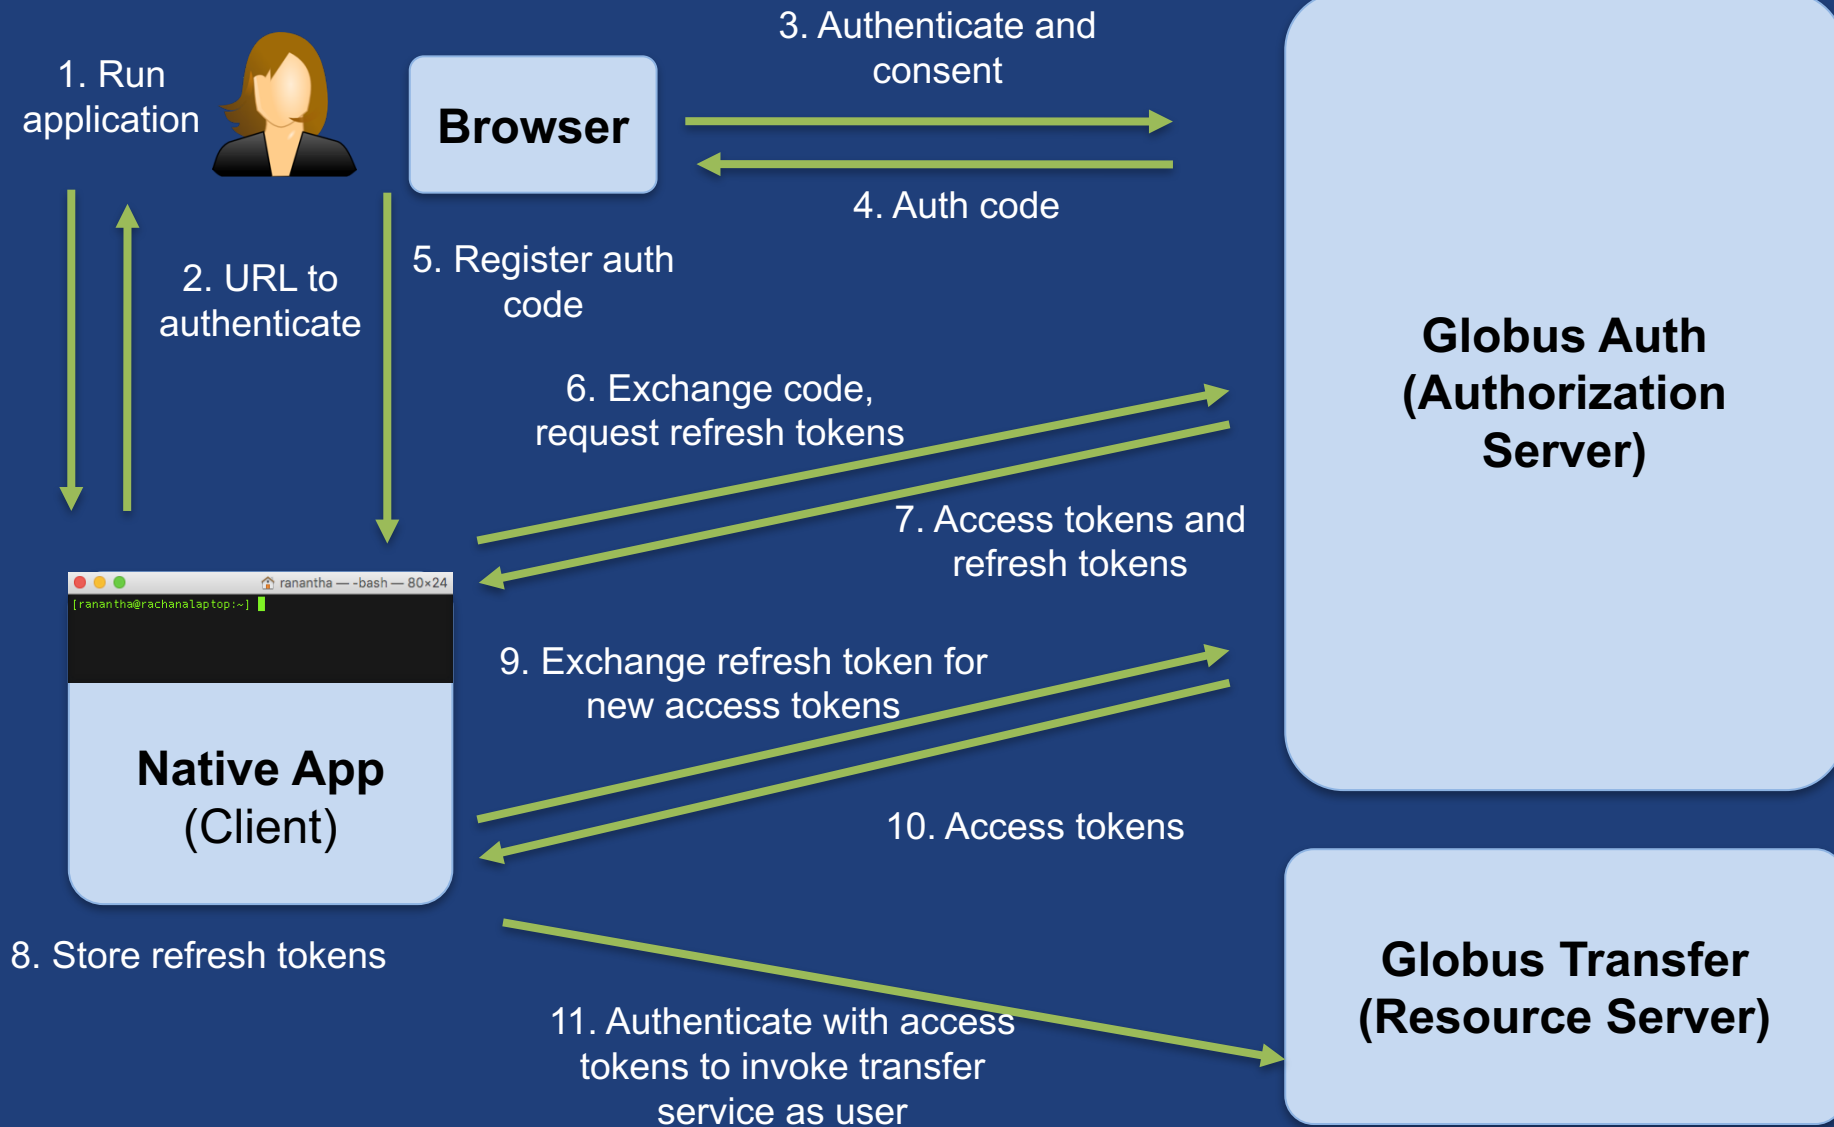 1. Run
application
Browser
3. Authenticate and
consent
4. Auth code
2. URL to
authenticate
5. Register auth
code
Globus Auth
(Authorization
Server)
6. Exchange code,
request refresh tokens
7. Access tokens and
refresh tokens
ranantha — -bash — 80×24
[ranantha@rachanalaptop:~]
Native App
(Client)
9. Exchange refresh token for
new access tokens
10. Access tokens
8. Store refresh tokens
Globus Transfer
(Resource Server)
11. Authenticate with access
tokens to invoke transfer
service as user